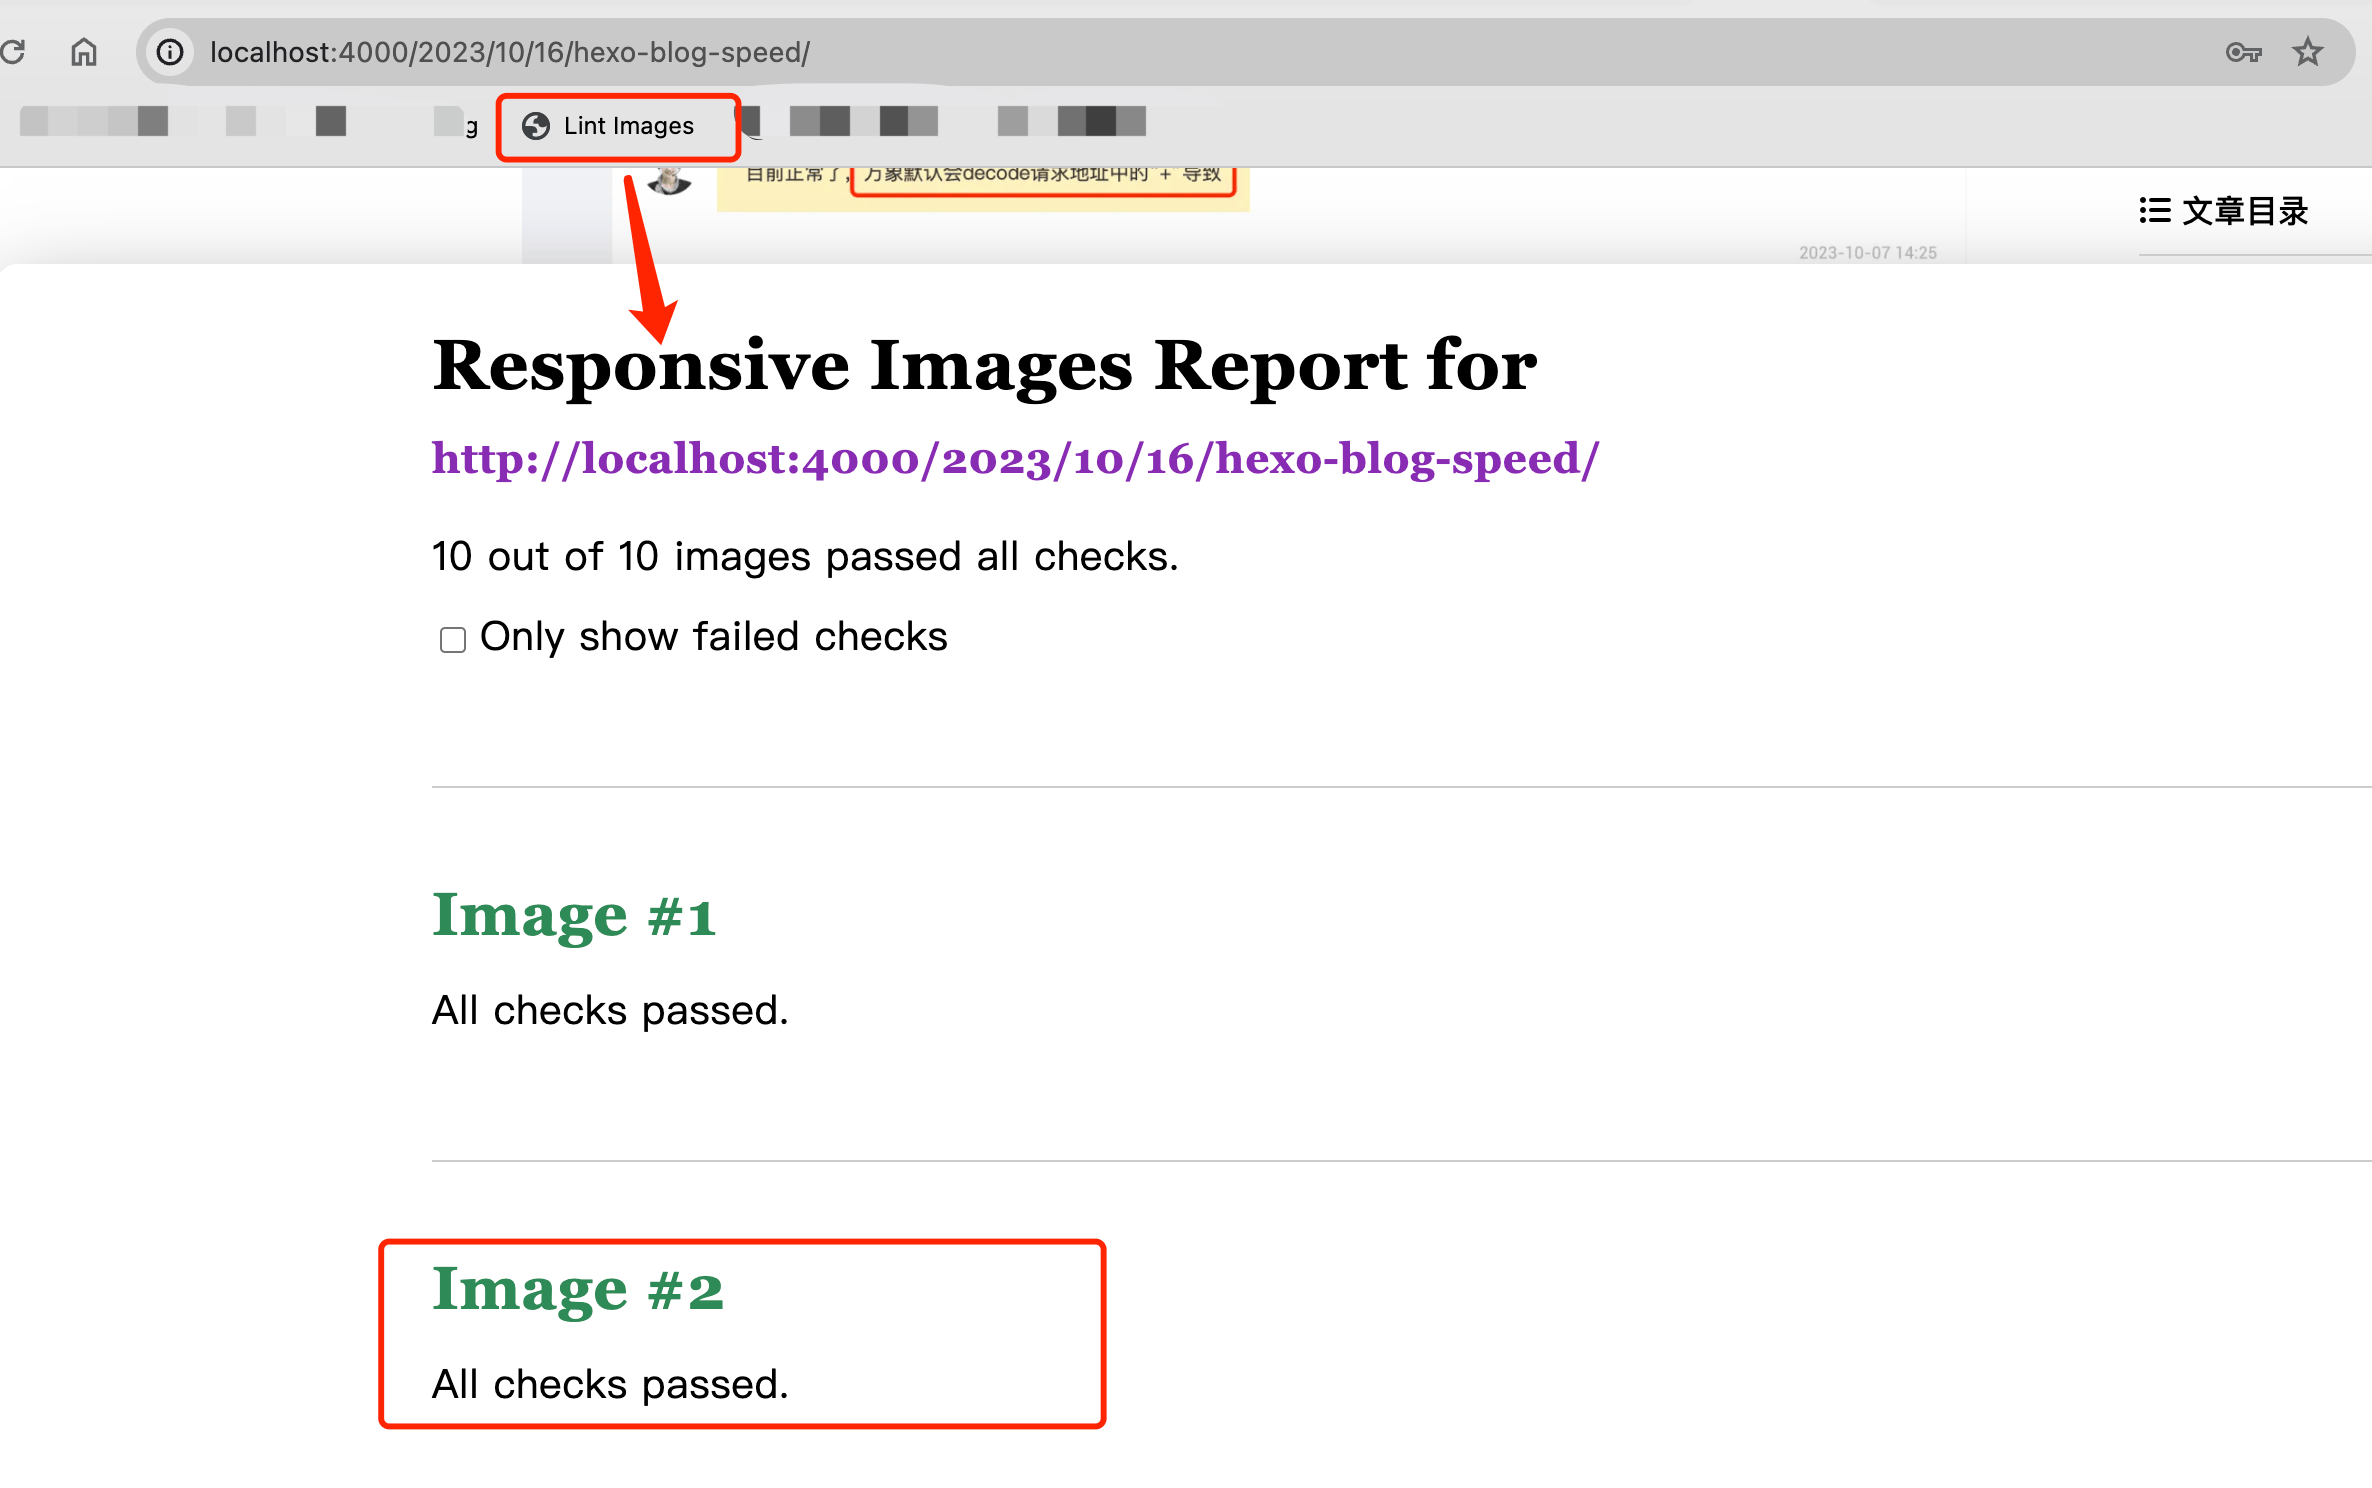 localhost:4000/2023/10/16/hexo-blog-speed/
g
Lint Images
目前正常了,万象默认会decode请求地址中的"+"导致
文章目录
2023-10-07 14:25
Responsive Images Report for
http://localhost:4000/2023/10/16/hexo-blog-speed/
10 out of 10 images passed all checks.
Only show failed checks
Image #1
All checks passed.
Image #2
All checks passed.